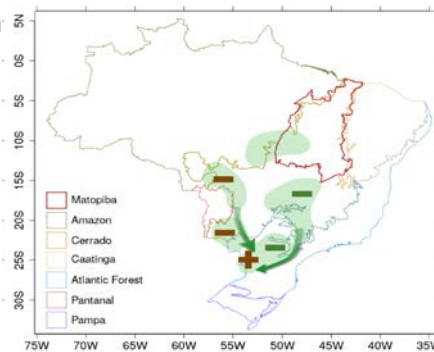 5N
0
5S
10S
15S
20S
25S
30S
Matopiba
Amazon
Cerrado
Caatinga
Atlantic Forest
Pantanal
Pampa
75W 70W 65W 60W 55W 50W 45W 40W 35W